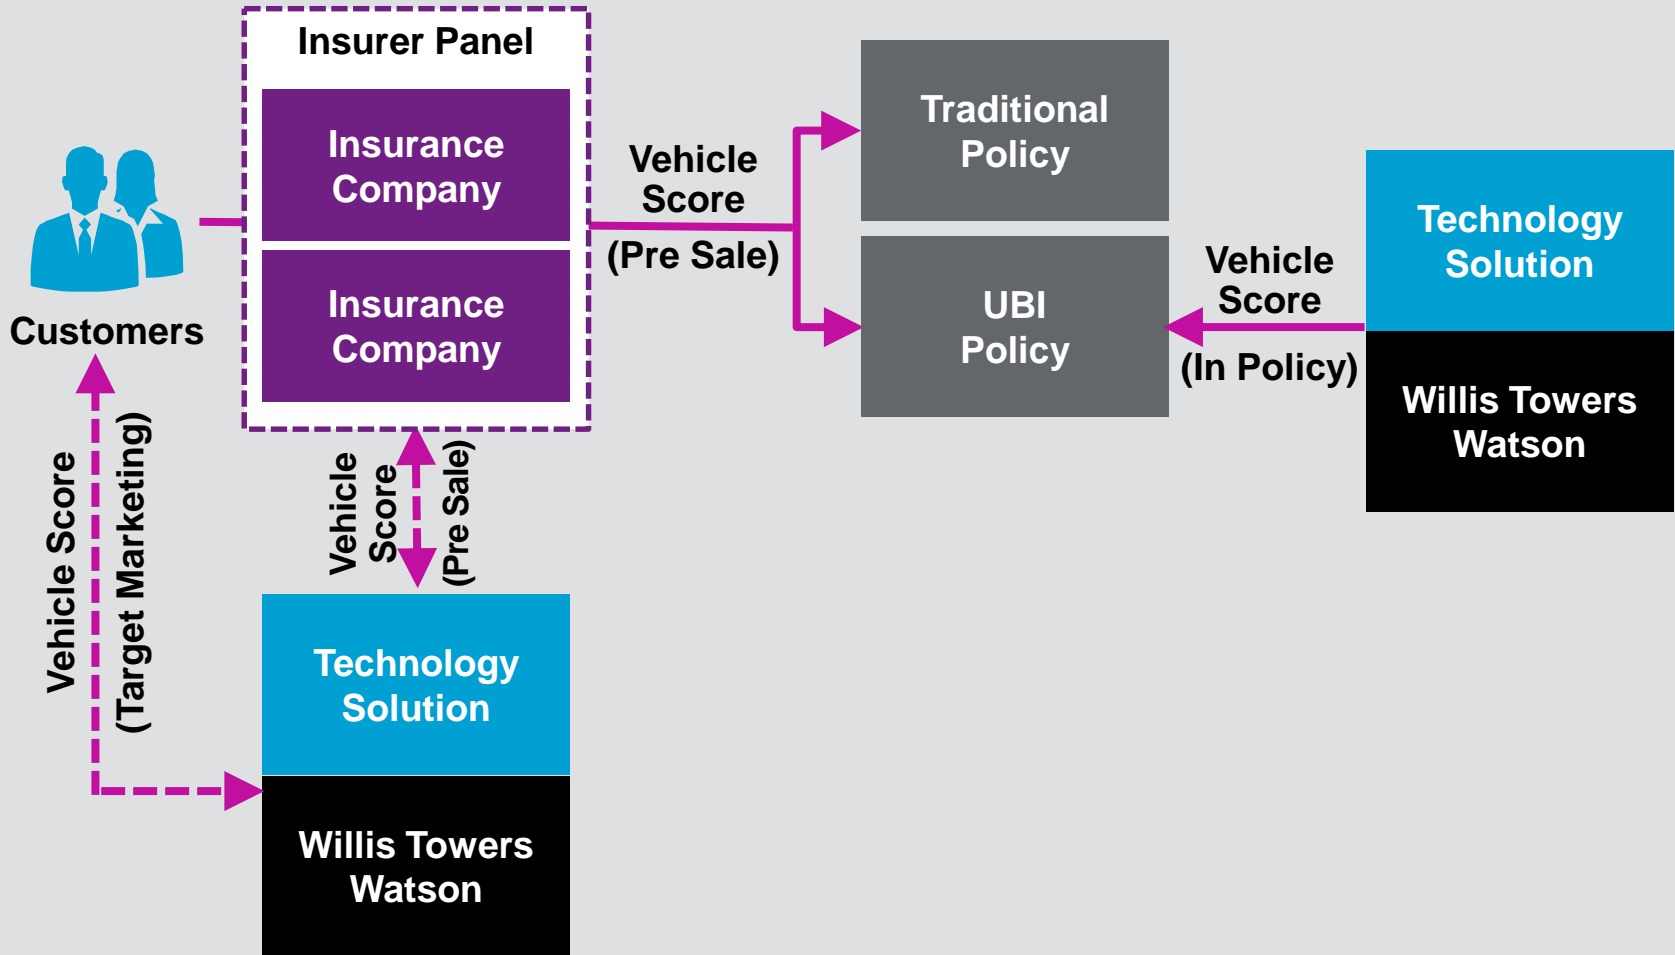 Insurer Panel
Insurance
Company
Insurance
Company
Customers
Vehicle
Score
(Pre Sale)
Traditional
Policy
UBI
Policy
Vehicle
Score
(In Policy)
Technology
Solution
Willis Towers
Watson
Vehicle Score
(Target Marketing)
Vehicle
Score
(Pre Sale)
Technology
Solution
Willis Towers
Watson